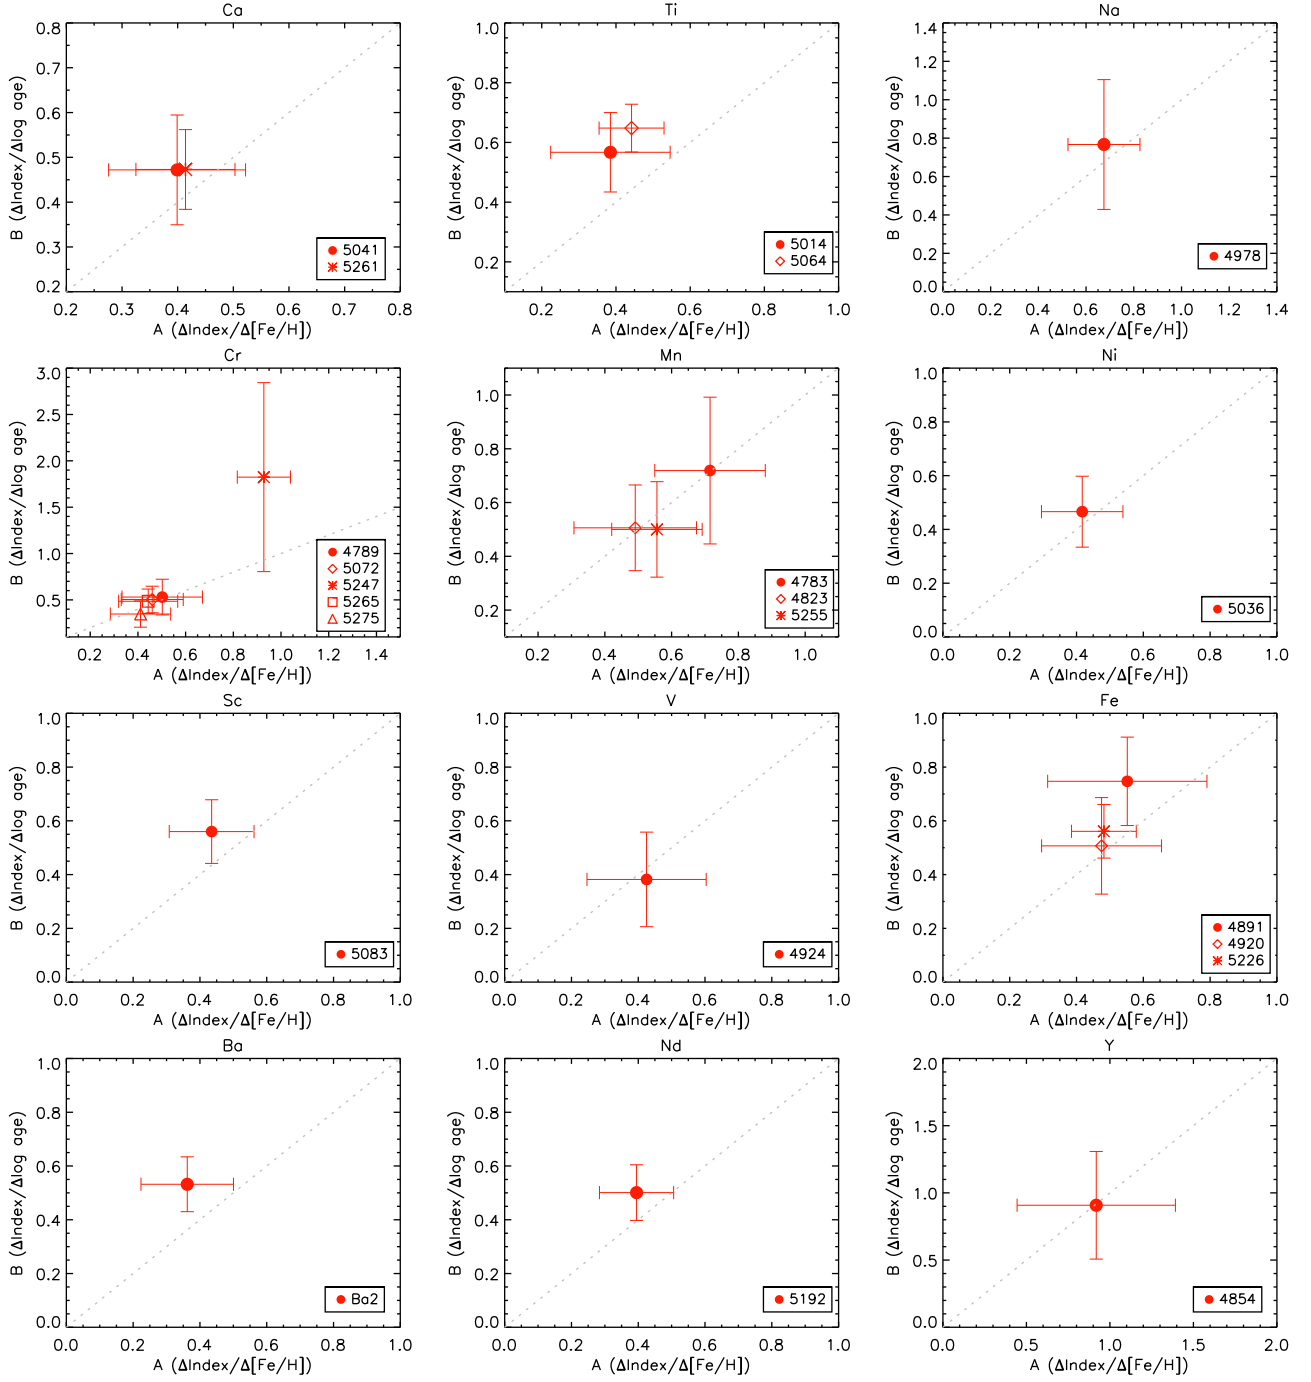 Ca
0.8
0.7
0.6
0.5
0.4
0.3
0.2
B (ΔIndex/Δlog age)
5041
5261
0.2 0.3 0.4 0.5 0.6 0.7 0.8
A (ΔIndex/Δ[Fe/H])
Ti
1.0
0.8
0.6
0.4
0.2
B (ΔIndex/Δlog age)
5014
5064
0.2 0.4 0.6 0.8 1.0
A (ΔIndex/Δ[Fe/H])
Na
1.4
1.2
1.0
0.8
0.6
0.4
0.2
0.0
B (ΔIndex/Δlog age)
4978
0.0 0.2 0.4 0.6 0.8 1.0 1.2 1.4
A (ΔIndex/Δ[Fe/H])
Cr
3.0
2.5
2.0
1.5
1.0
0.5
B (ΔIndex/Δlog age)
4789
5072
5247
5265
5275
0.2 0.4 0.6 0.8 1.0 1.2 1.4
A (ΔIndex/Δ[Fe/H])
Mn
1.0
0.8
0.6
0.4
0.2
B (ΔIndex/Δlog age)
4783
4823
5255
0.2 0.4 0.6 0.8 1.0
A (ΔIndex/Δ[Fe/H])
Ni
1.0
0.8
0.6
0.4
0.2
0.0
B (ΔIndex/Δlog age)
5036
0.0 0.2 0.4 0.6 0.8 1.0
A (ΔIndex/Δ[Fe/H])
Sc
1.0
0.8
0.6
0.4
0.2
0.0
B (ΔIndex/Δlog age)
5083
0.0 0.2 0.4 0.6 0.8 1.0
A (ΔIndex/Δ[Fe/H])
V
1.0
0.8
0.6
0.4
0.2
0.0
B (ΔIndex/Δlog age)
4924
0.0 0.2 0.4 0.6 0.8 1.0
A (ΔIndex/Δ[Fe/H])
Fe
1.0
0.8
0.6
0.4
0.2
0.0
B (ΔIndex/Δlog age)
4891
4920
5226
0.0 0.2 0.4 0.6 0.8 1.0
A (ΔIndex/Δ[Fe/H])
Ba
1.0
0.8
0.6
0.4
0.2
0.0
B (ΔIndex/Δlog age)
Ba2
0.0 0.2 0.4 0.6 0.8 1.0
A (ΔIndex/Δ[Fe/H])
Nd
1.0
0.8
0.6
0.4
0.2
0.0
B (ΔIndex/Δlog age)
5192
0.0 0.2 0.4 0.6 0.8 1.0
A (ΔIndex/Δ[Fe/H])
Y
2.0
1.5
1.0
0.5
0.0
B (ΔIndex/Δlog age)
4854
0.0 0.5 1.0 1.5 2.0
A (ΔIndex/Δ[Fe/H])